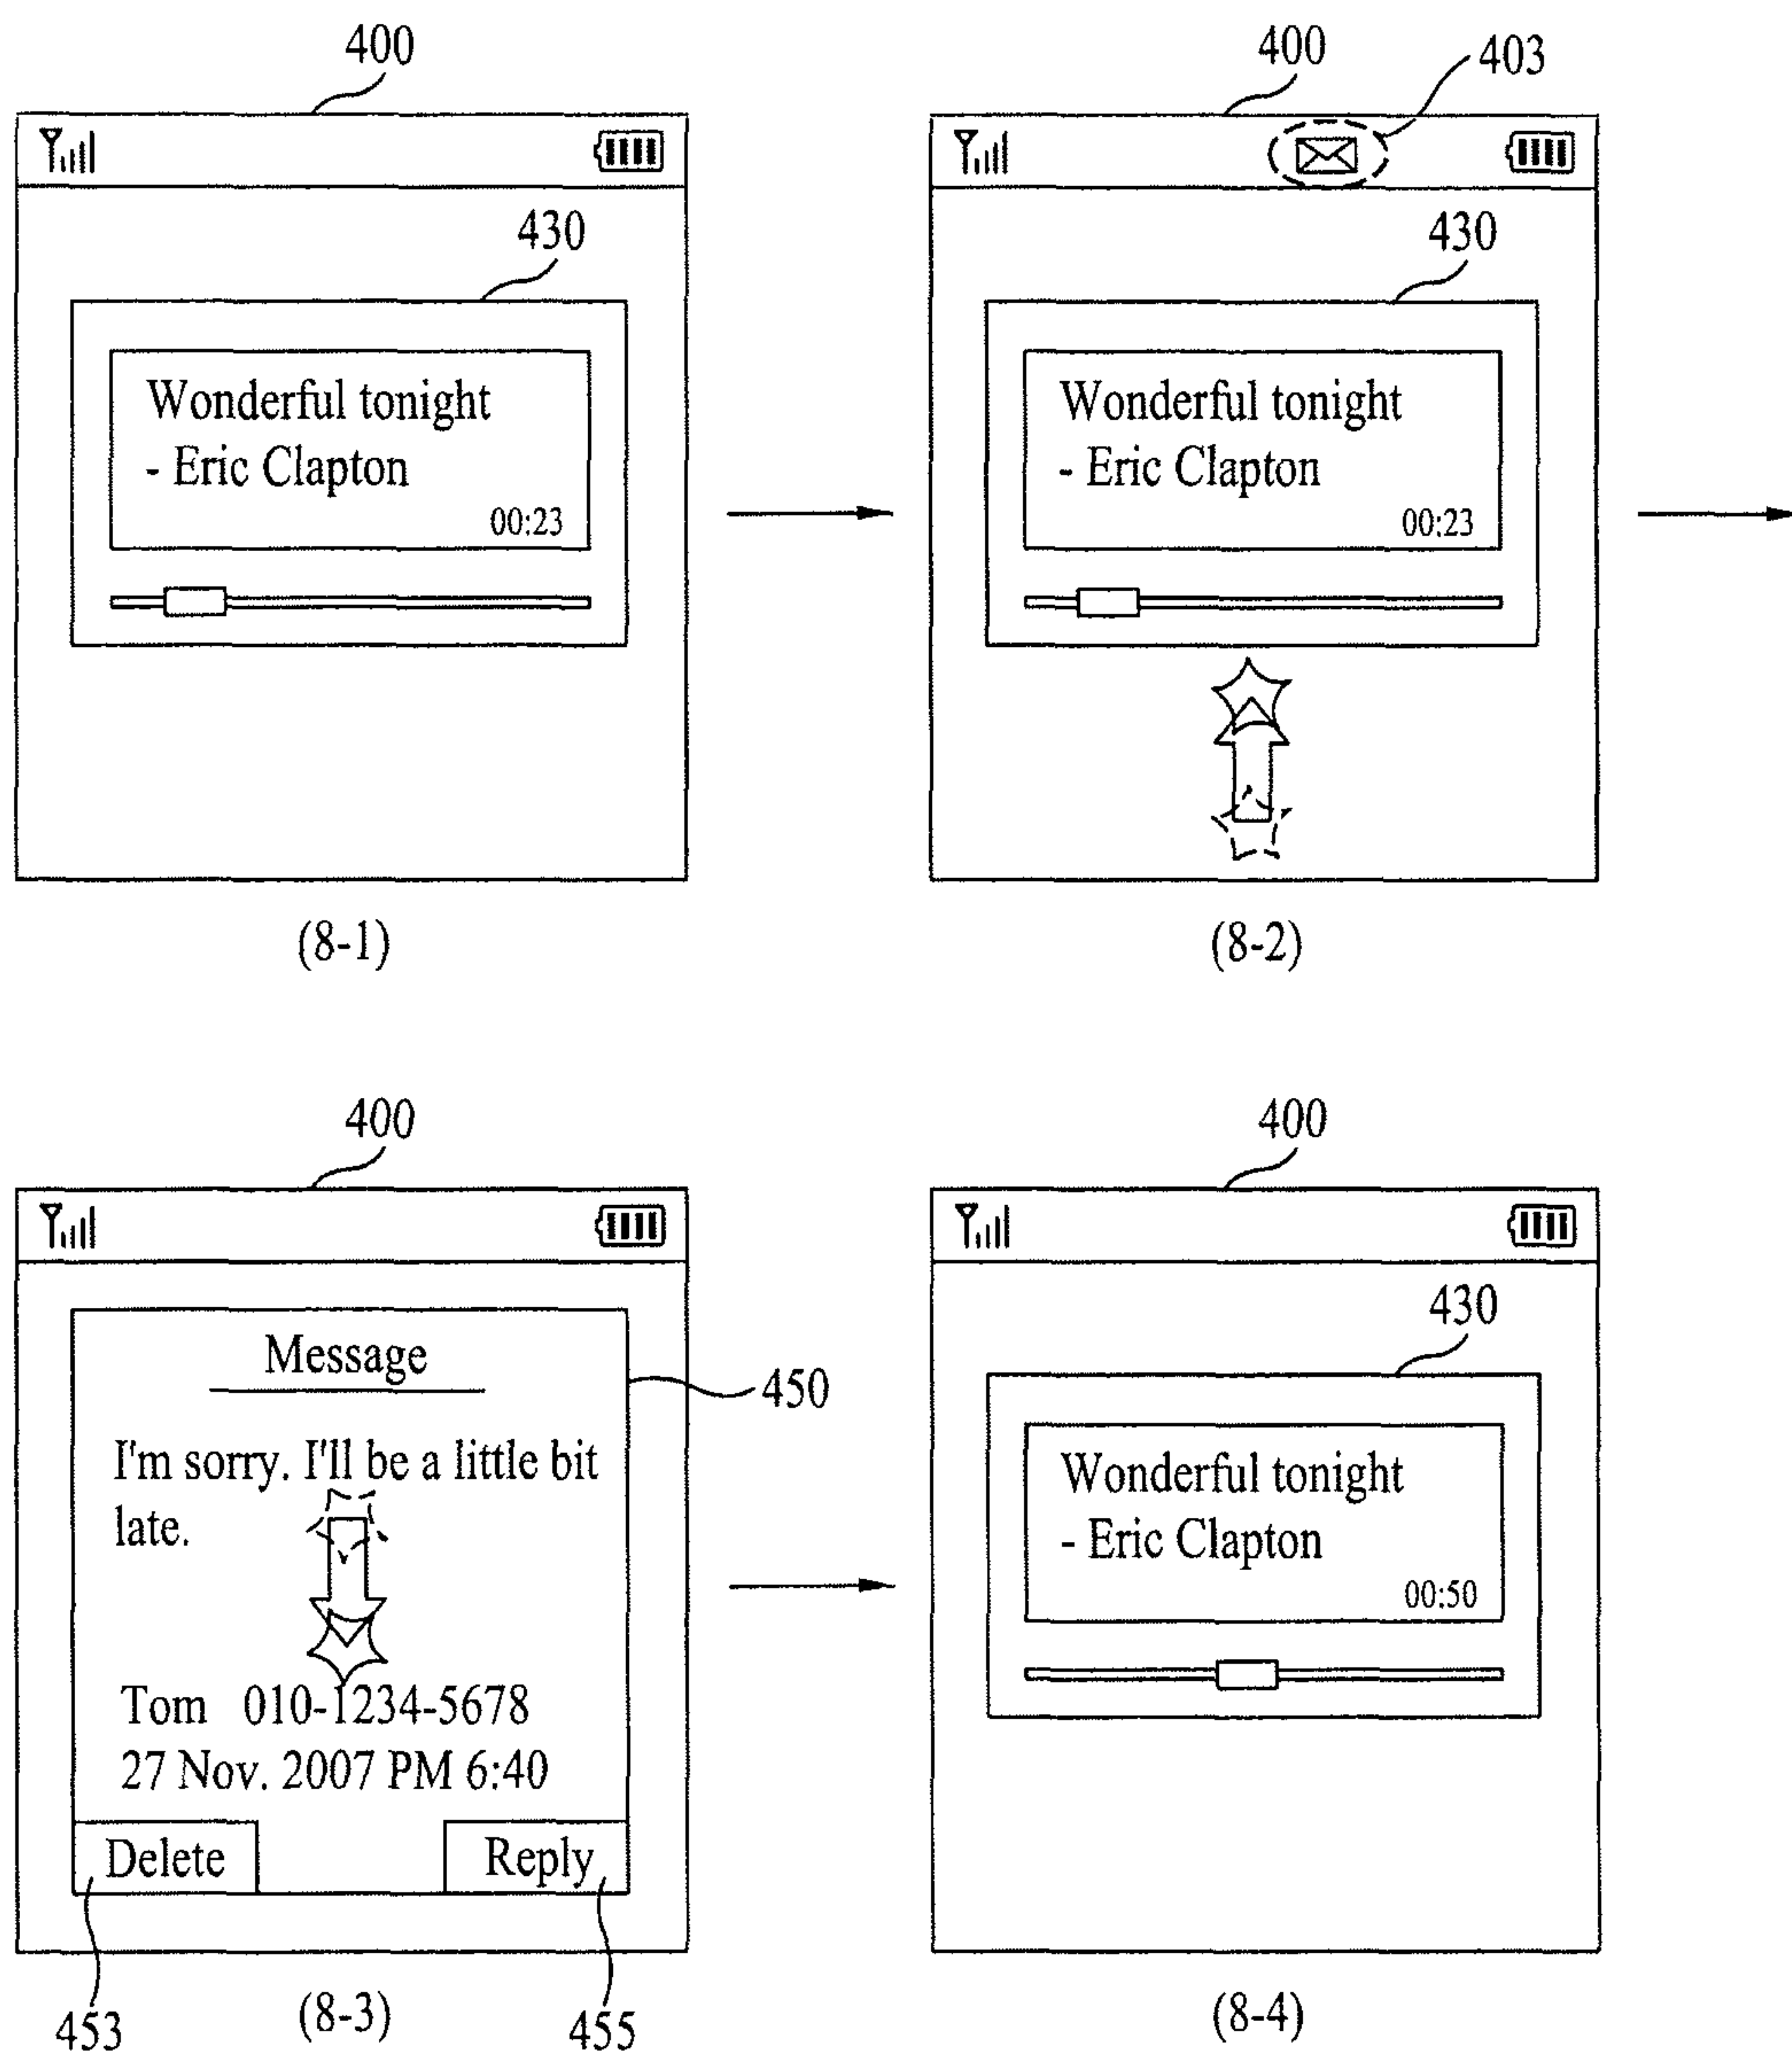 400
430
Wonderful tonight
- Eric Clapton
00:23
(8-1)
400
403
430
Wonderful tonight
- Eric Clapton
00:23
(8-2)
400
Message
450
I'm sorry. I'll be a little bit
late.
Tom 010-1234-5678
27 Nov. 2007 PM 6:40
Delete
Reply
453
(8-3)
455
400
430
Wonderful tonight
- Eric Clapton
00:50
(8-4)